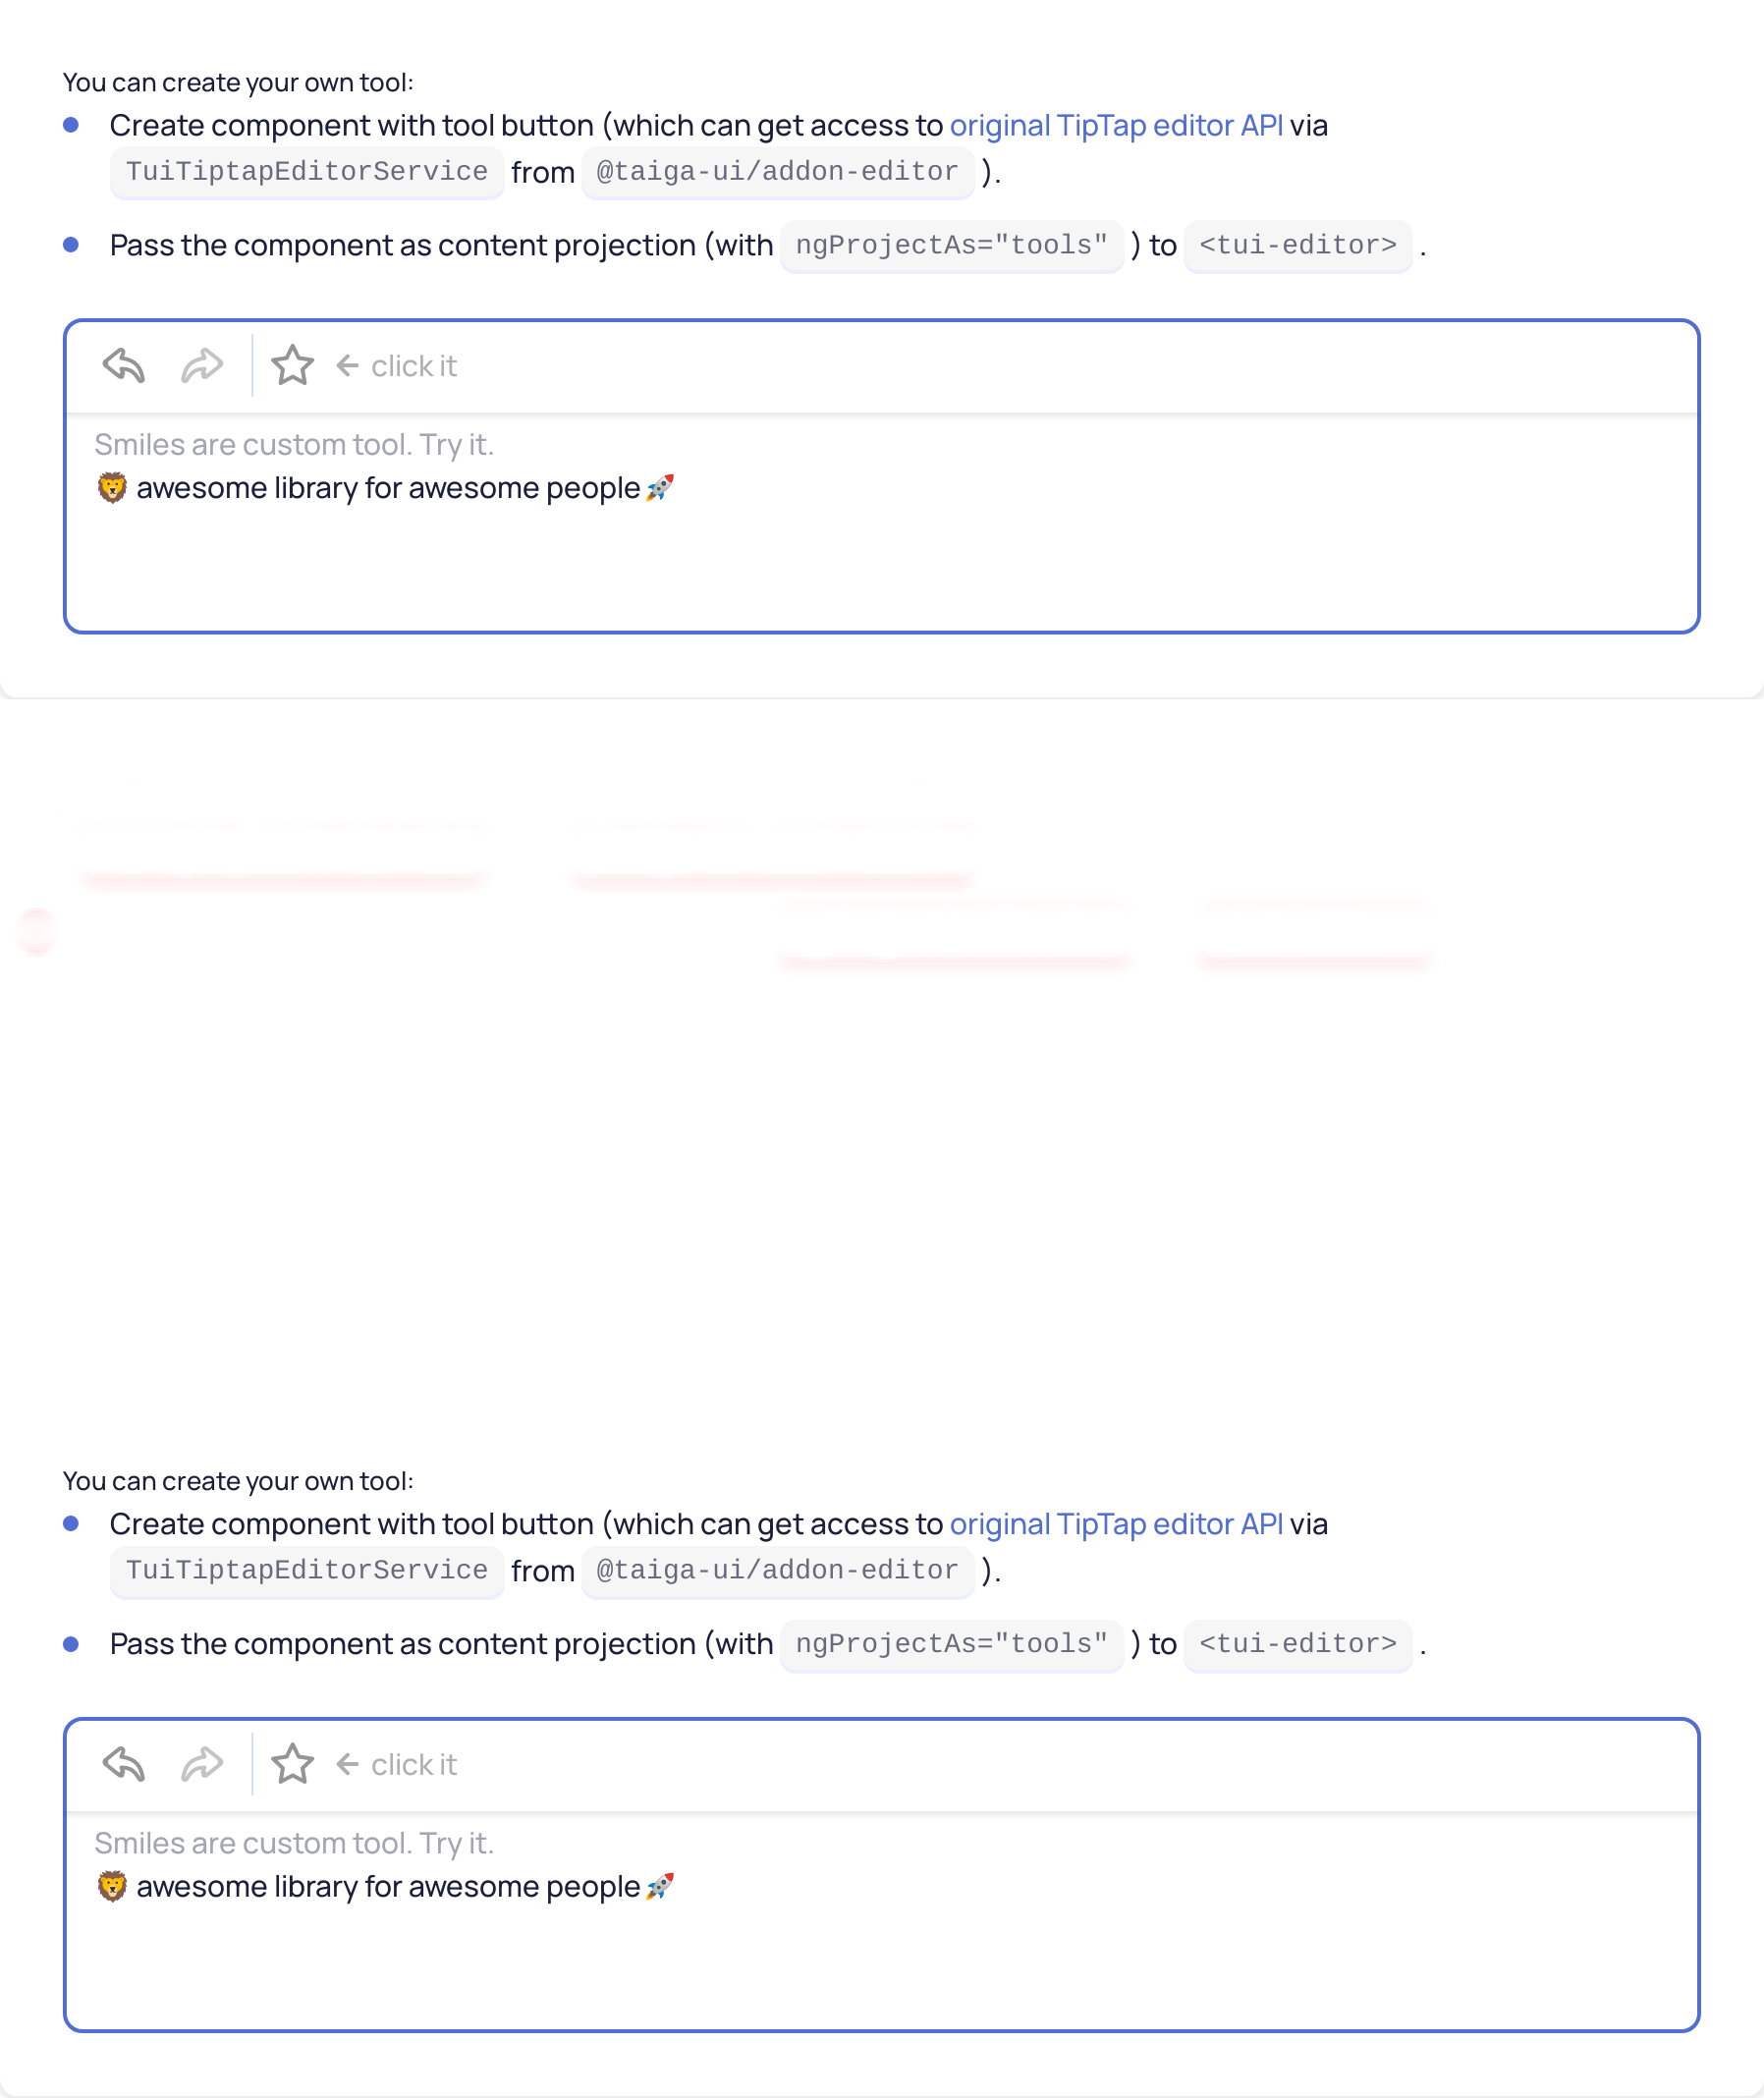 You can create your own tool:
Create component with tool button (which can get access to original TipTap editor API via
TuiTiptapEditorService from @taiga-ui/addon-editor ).
Pass the component as content projection (with ngProjectAs="tools" ) to <tui-editor> .
← click it
Smiles are custom tool. Try it.
🦁 awesome library for awesome people 🚀
You can create your own tool:
Create component with tool button (which can get access to original TipTap editor API via
TuiTiptapEditorService from @taiga-ui/addon-editor ).
Pass the component as content projection (with ngProjectAs="tools" ) to <tui-editor> .
← click it
Smiles are custom tool. Try it.
🦁 awesome library for awesome people 🚀